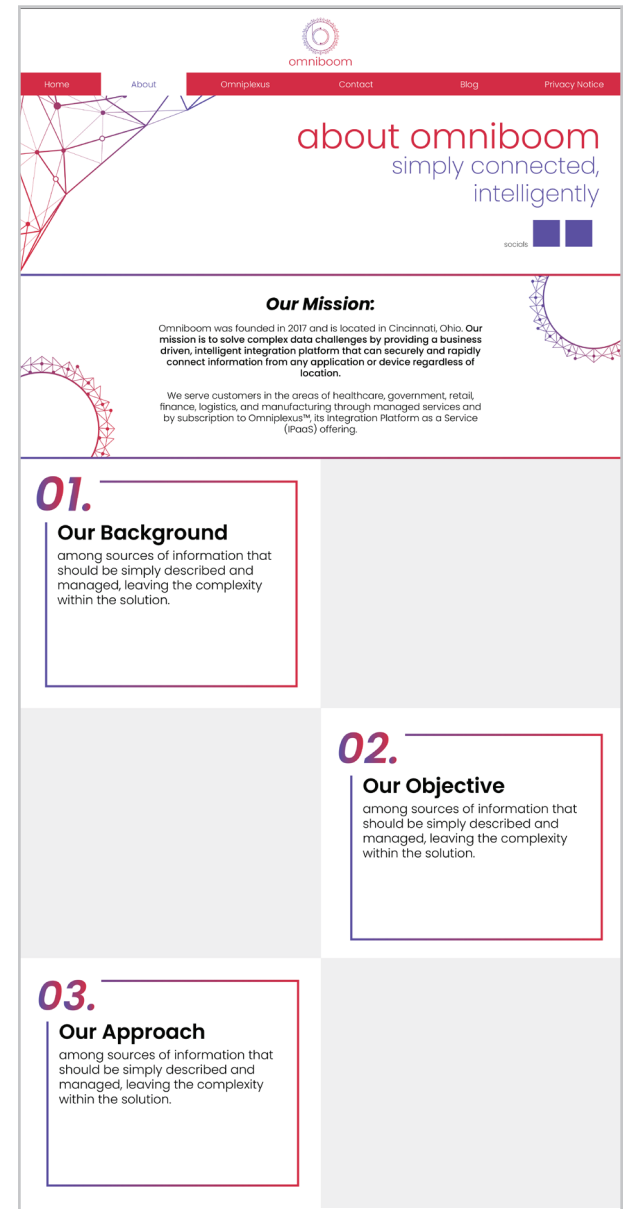 omniboom
Home About Omniplexus Contact Blog Privacy Notice
about omniboom
simply connected,
intelligently
socials
Our Mission:
Omniboom was founded in 2017 and is located in Cincinnati, Ohio. Our
mission is to solve complex data challenges by providing a business
driven, intelligent integration platform that can securely and rapidly
connect information from any application or device regardless of
location.
We serve customers in the areas of healthcare, government, retail,
finance, logistics, and manufacturing through managed services and
by subscription to Omniplexus™, its Integration Platform as a Service
(IPaaS) offering.
01.
Our Background
among sources of information that
should be simply described and
managed, leaving the complexity
within the solution.
02.
Our Objective
among sources of information that
should be simply described and
managed, leaving the complexity
within the solution.
03.
Our Approach
among sources of information that
should be simply described and
managed, leaving the complexity
within the solution.